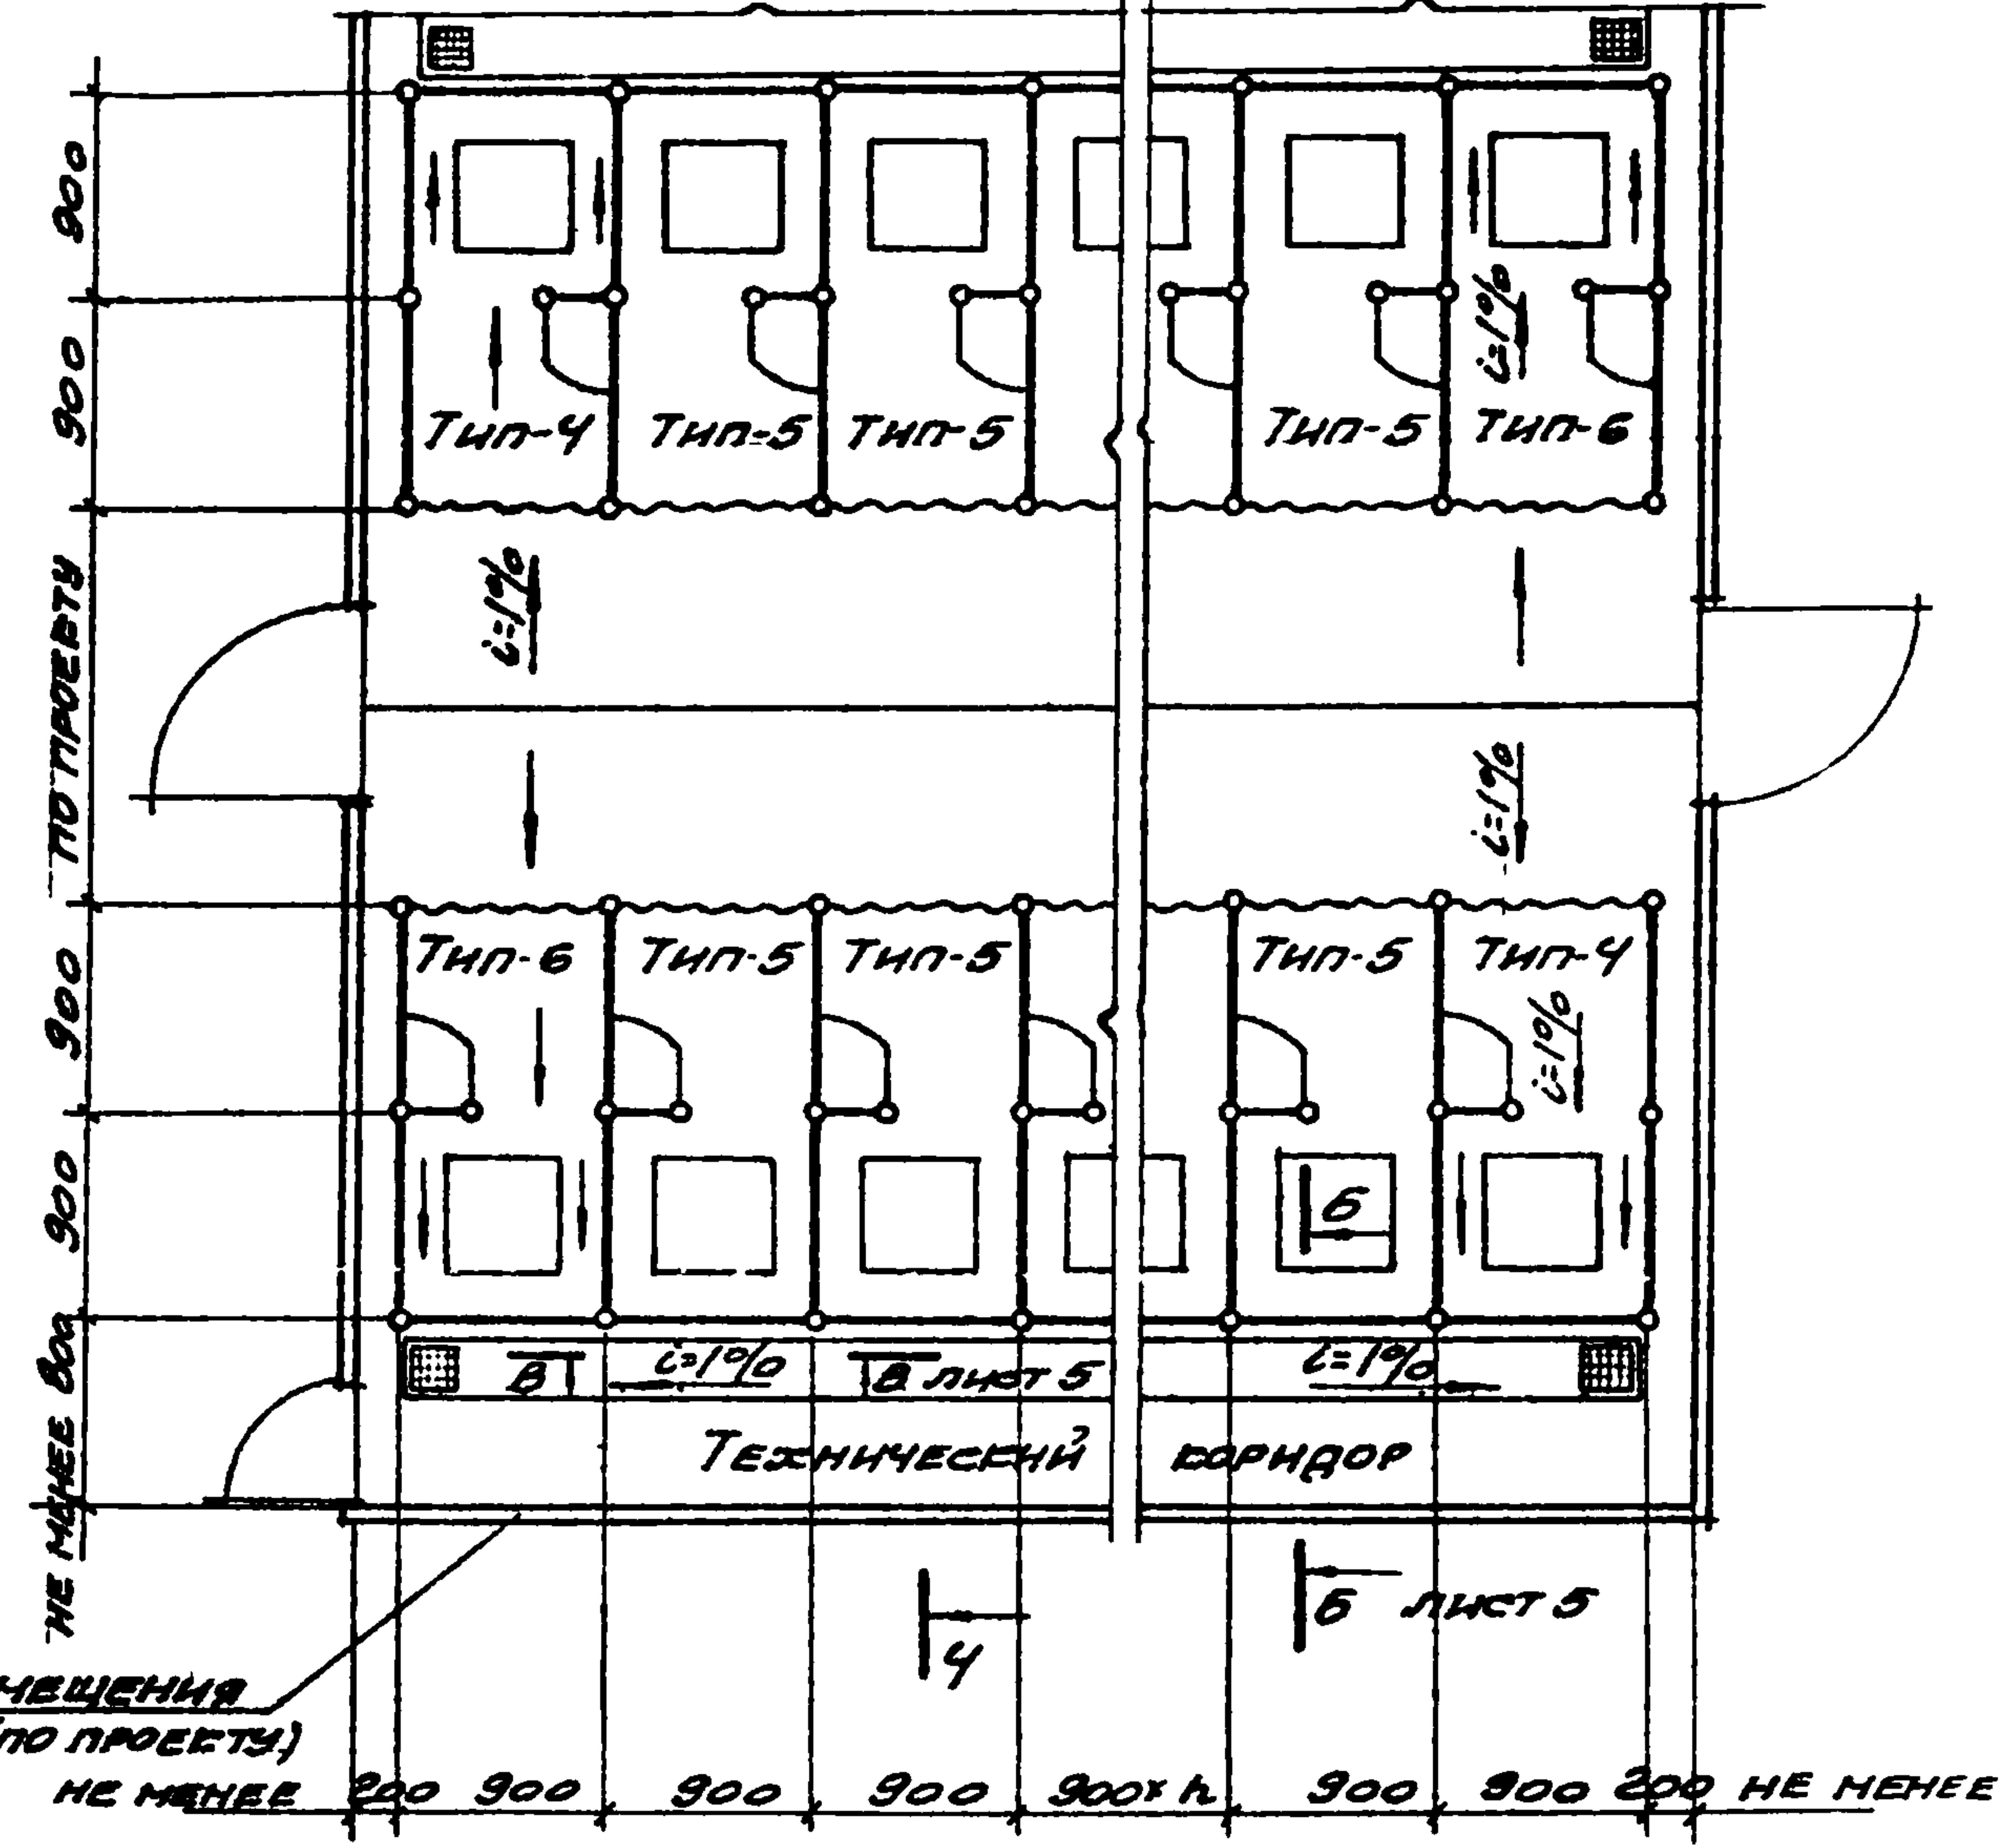 900
900
ПО ПРОЕКТУ
900
900
НЕ МЕНЕЕ 800
i=1%
Тип-4 Тип-5 Тип-5 Тип-5 Тип-6
i=1%
i=1%
Тип-6 Тип-5 Тип-5 Тип-5 Тип-4
i=1%
Б
В i=1% В лист 5 i=1%
Технический коридор
4
Б лист 5
(ПО ПРОЕКТУ)
НЕ МЕНЕЕ 200 900 900 900 900 х n 900 900 200 НЕ МЕНЕЕ